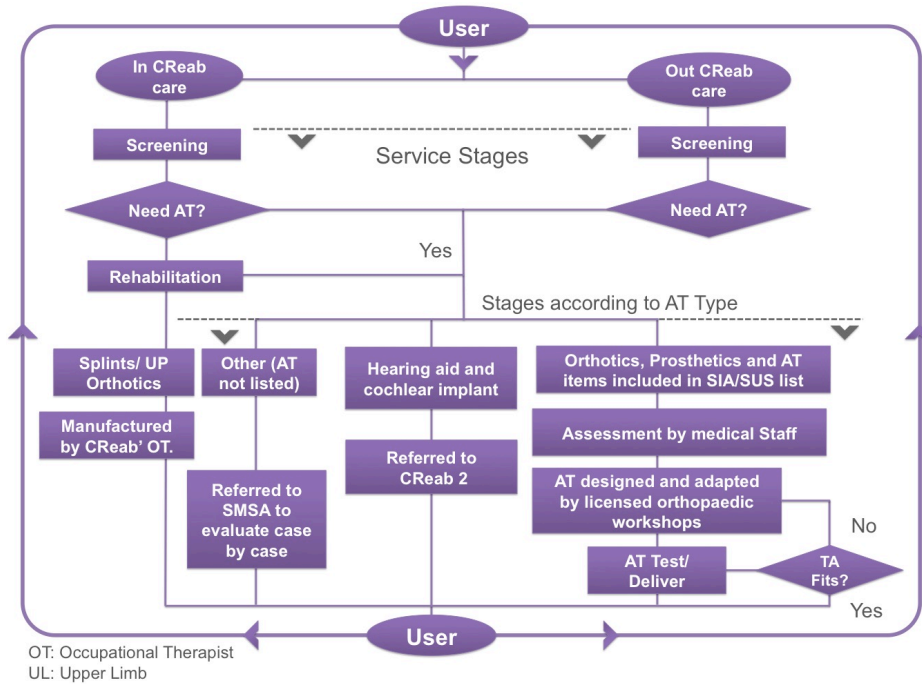 User
In CReab
care
Out CReab
care
Screening
Screening
Service Stages
Need AT?
Need AT?
Yes
Rehabilitation
Stages according to AT Type
Splints/ UP
Orthotics
Other (AT
not listed)
Hearing aid and
cochlear implant
Orthotics, Prosthetics and AT
items included in SIA/SUS list
Manufactured
by CReab' OT.
Assessment by medical Staff
Referred to
SMSA to
evaluate case
by case
Referred to
CReab 2
AT designed and adapted
by licensed orthopaedic
workshops
No
AT Test/
Deliver
TA
Fits?
Yes
User
OT: Occupational Therapist
UL: Upper Limb